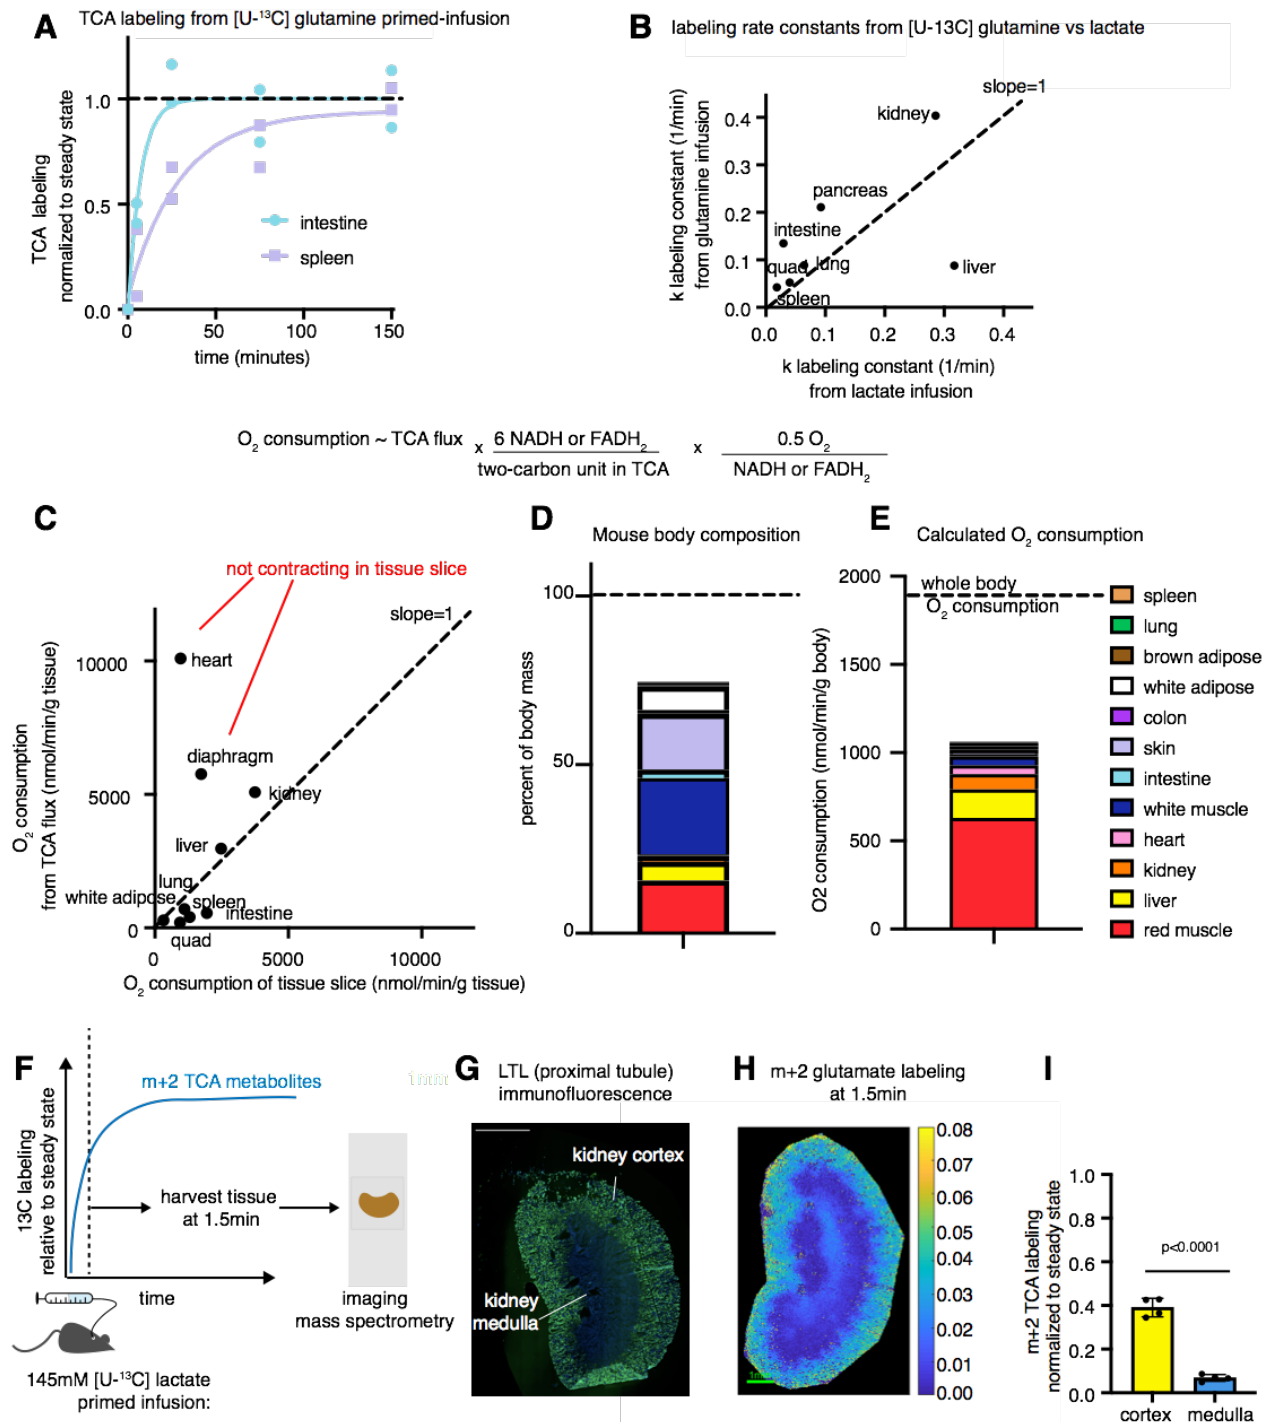 A
TCA labeling from [U-¹³C] glutamine primed-infusion
TCA labeling
normalized to steady state
1.0
0.5
0.0
0
50
100
150
time (minutes)
intestine
spleen
B
labeling rate constants from [U-13C] glutamine vs lactate
slope=1
k labeling constant (1/min)
from glutamine infusion
0.4
0.3
0.2
0.1
0.0
kidney
pancreas
intestine
quad
lung
spleen
liver
0.0
0.1
0.2
0.3
0.4
k labeling constant (1/min)
from lactate infusion
O₂ consumption ~ TCA flux x 6 NADH or FADH₂ x 0.5 O₂
two-carbon unit in TCA NADH or FADH₂
C
not contracting in tissue slice
slope=1
O₂ consumption
from TCA flux (nmol/min/g tissue)
10000
5000
0
heart
diaphragm
kidney
liver
lung
white adipose
spleen
intestine
quad
0
5000
10000
O₂ consumption of tissue slice (nmol/min/g tissue)
D
Mouse body composition
percent of body mass
100
50
0
E
Calculated O₂ consumption
O2 consumption (nmol/min/g body)
2000
1500
1000
500
0
whole body
O₂ consumption
spleen
lung
brown adipose
white adipose
colon
skin
intestine
white muscle
heart
kidney
liver
red muscle
F
13C labeling
relative to steady state
m+2 TCA metabolites
1mm
harvest tissue
at 1.5min
time
imaging
mass spectrometry
145mM [U-¹³C] lactate
primed infusion:
G
LTL (proximal tubule)
immunofluorescence
kidney cortex
kidney
medulla
H
m+2 glutamate labeling
at 1.5min
1mm
0.08
0.07
0.06
0.05
0.04
0.03
0.02
0.01
0.00
I
m+2 TCA labeling
normalized to steady state
1.0
0.8
0.6
0.4
0.2
0.0
p<0.0001
cortex
medulla